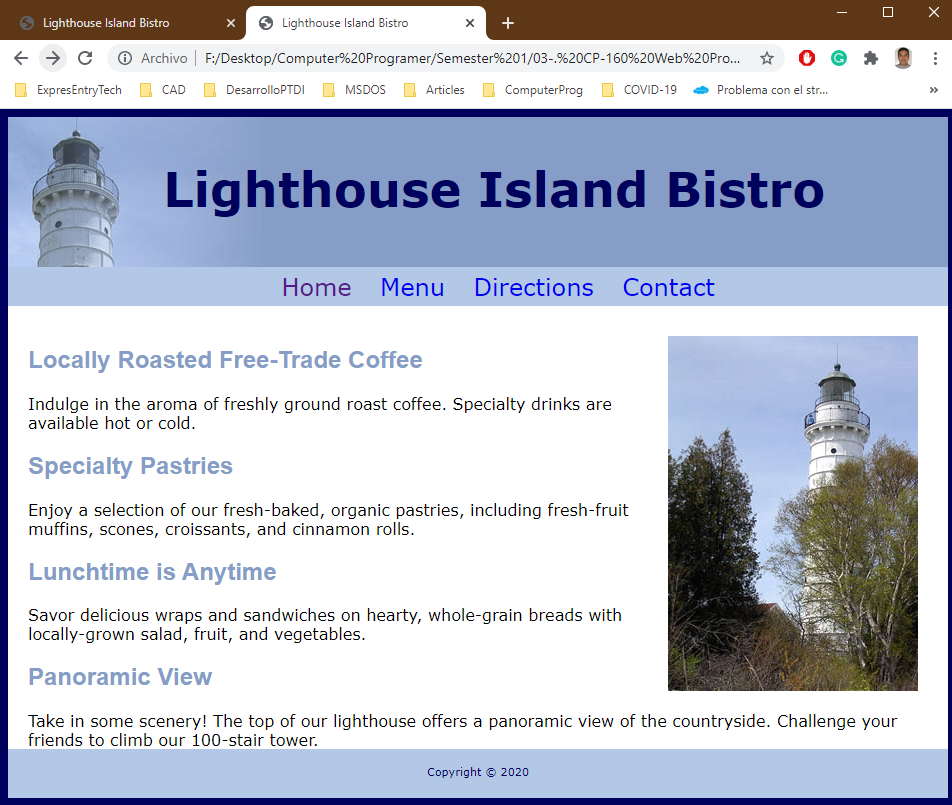 Lighthouse Island Bistro
Lighthouse Island Bistro
Archivo F:/Desktop/Computer%20Programer/Semester%201/03-.%20CP-160%20Web%20Pro...
ExpresEntryTech CAD DesarrolloPTDI MSDOS Articles ComputerProg COVID-19 Problema con el str... »
Lighthouse Island Bistro
Home Menu Directions Contact
Locally Roasted Free-Trade Coffee
Indulge in the aroma of freshly ground roast coffee. Specialty drinks are
available hot or cold.
Specialty Pastries
Enjoy a selection of our fresh-baked, organic pastries, including fresh-fruit
muffins, scones, croissants, and cinnamon rolls.
Lunchtime is Anytime
Savor delicious wraps and sandwiches on hearty, whole-grain breads with
locally-grown salad, fruit, and vegetables.
Panoramic View
Take in some scenery! The top of our lighthouse offers a panoramic view of the countryside. Challenge your
friends to climb our 100-stair tower.
Copyright © 2020